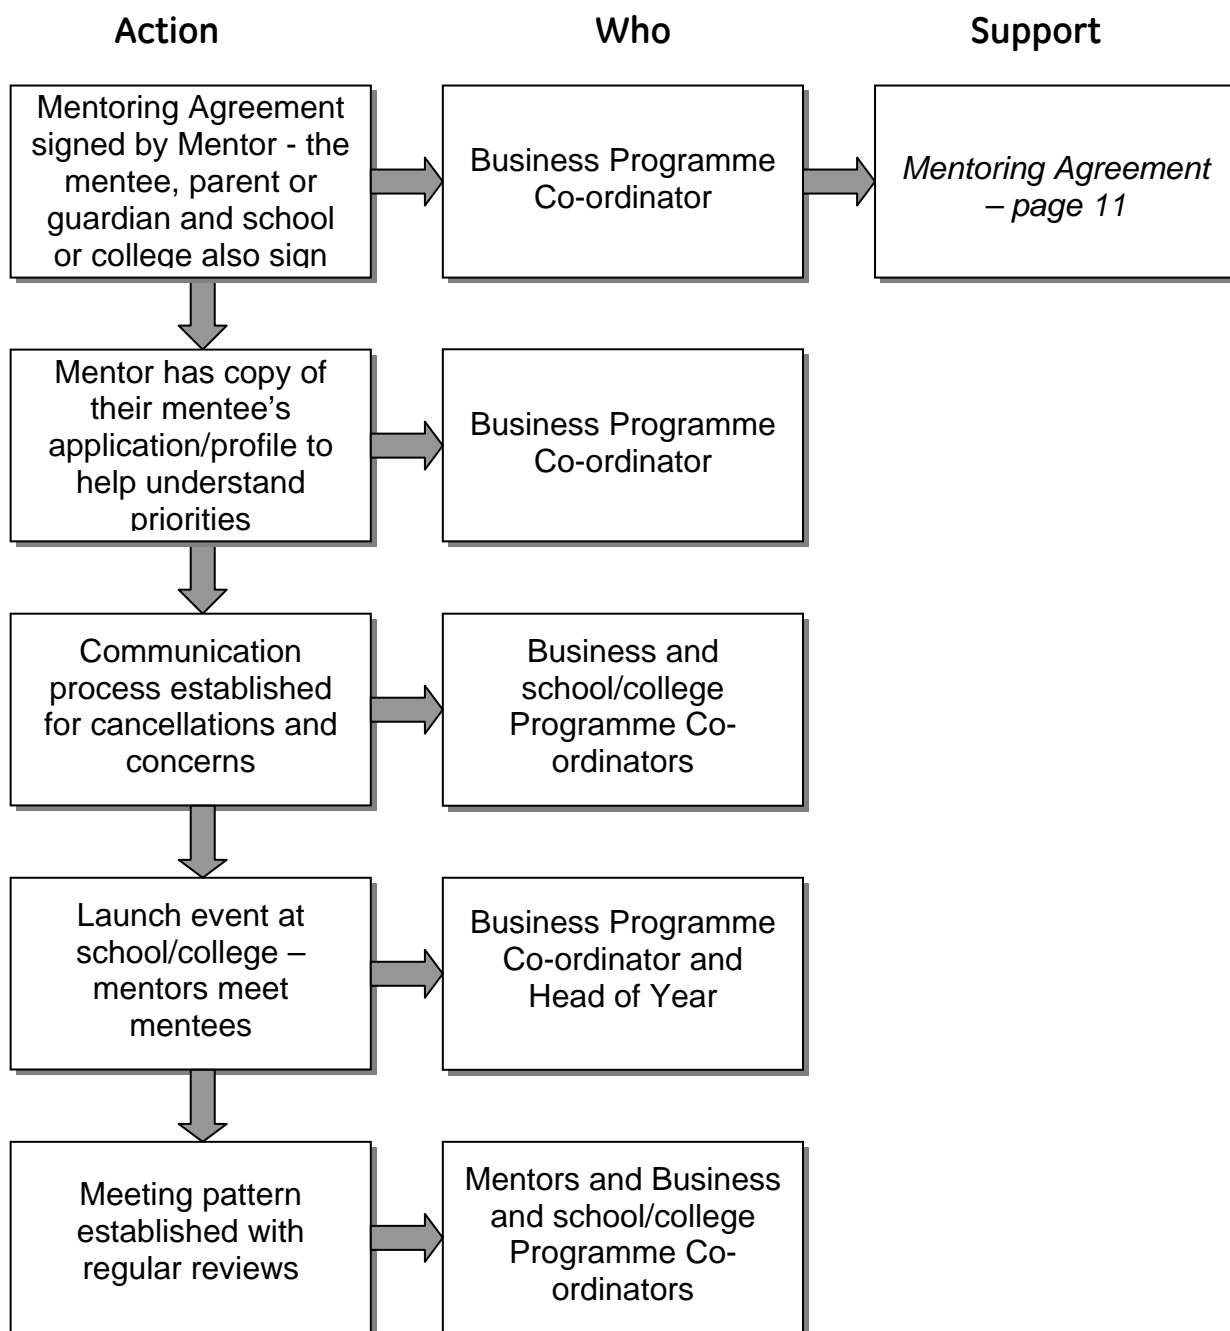 Action
Who
Support
Mentoring Agreement
signed by Mentor - the
mentee, parent or
guardian and school
or college also sign
Business Programme
Co-ordinator
Mentoring Agreement
– page 11
Mentor has copy of
their mentee’s
application/profile to
help understand
priorities
Business Programme
Co-ordinator
Communication
process established
for cancellations and
concerns
Business and
school/college
Programme Co-
ordinators
Launch event at
school/college –
mentors meet
mentees
Business Programme
Co-ordinator and
Head of Year
Meeting pattern
established with
regular reviews
Mentors and Business
and school/college
Programme Co-
ordinators